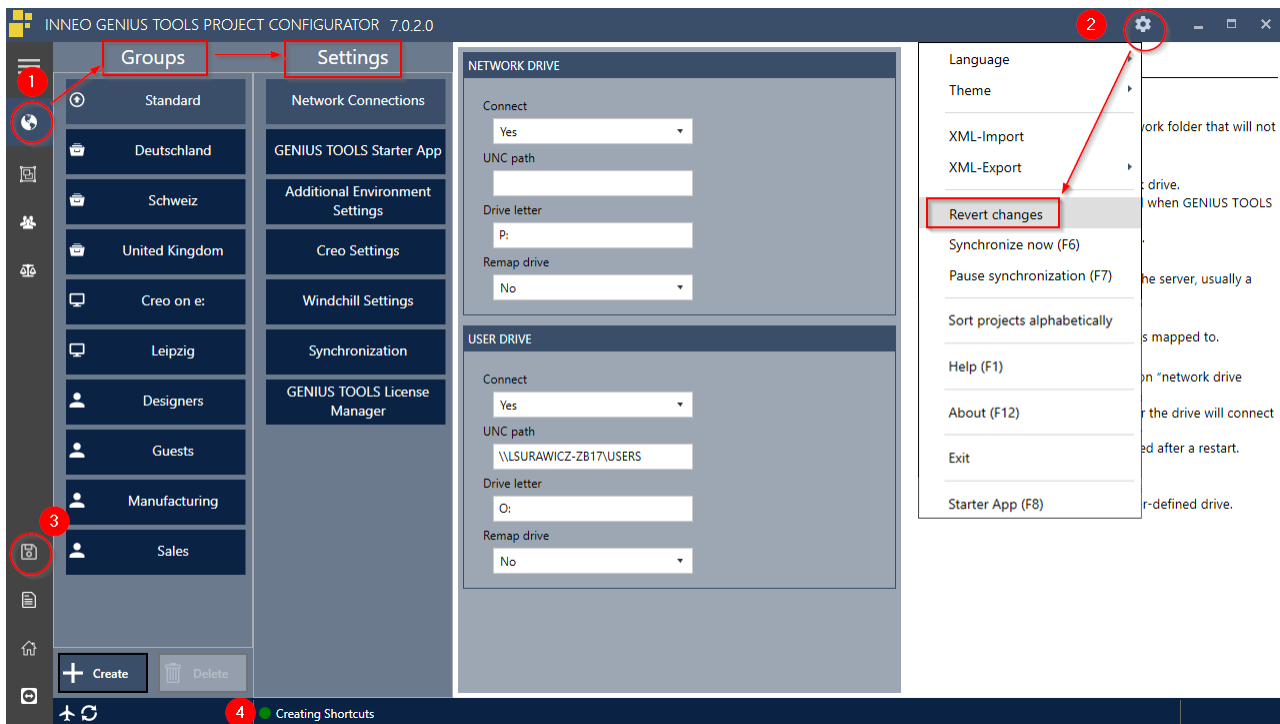 INNEO GENIUS TOOLS PROJECT CONFIGURATOR 7.0.2.0
2
1
Groups
Settings
Standard
Deutschland
Schweiz
United Kingdom
Creo on e:
Leipzig
Designers
Guests
Manufacturing
Sales
3
Create
Delete
Network Connections
GENIUS TOOLS Starter App
Additional Environment
Settings
Creo Settings
Windchill Settings
Synchronization
GENIUS TOOLS License
Manager
NETWORK DRIVE
Connect
Yes
UNC path
Drive letter
P:
Remap drive
No
USER DRIVE
Connect
Yes
UNC path
\\LSURAWICZ-ZB17\USERS
Drive letter
O:
Remap drive
No
Language
Theme
XML-Import
XML-Export
Revert changes
Synchronize now (F6)
Pause synchronization (F7)
Sort projects alphabetically
Help (F1)
About (F12)
Exit
Starter App (F8)
work folder that will not
drive.
when GENIUS TOOLS
he server, usually a
s mapped to.
on "network drive
r the drive will connect
ed after a restart.
r-defined drive.
4
Creating Shortcuts